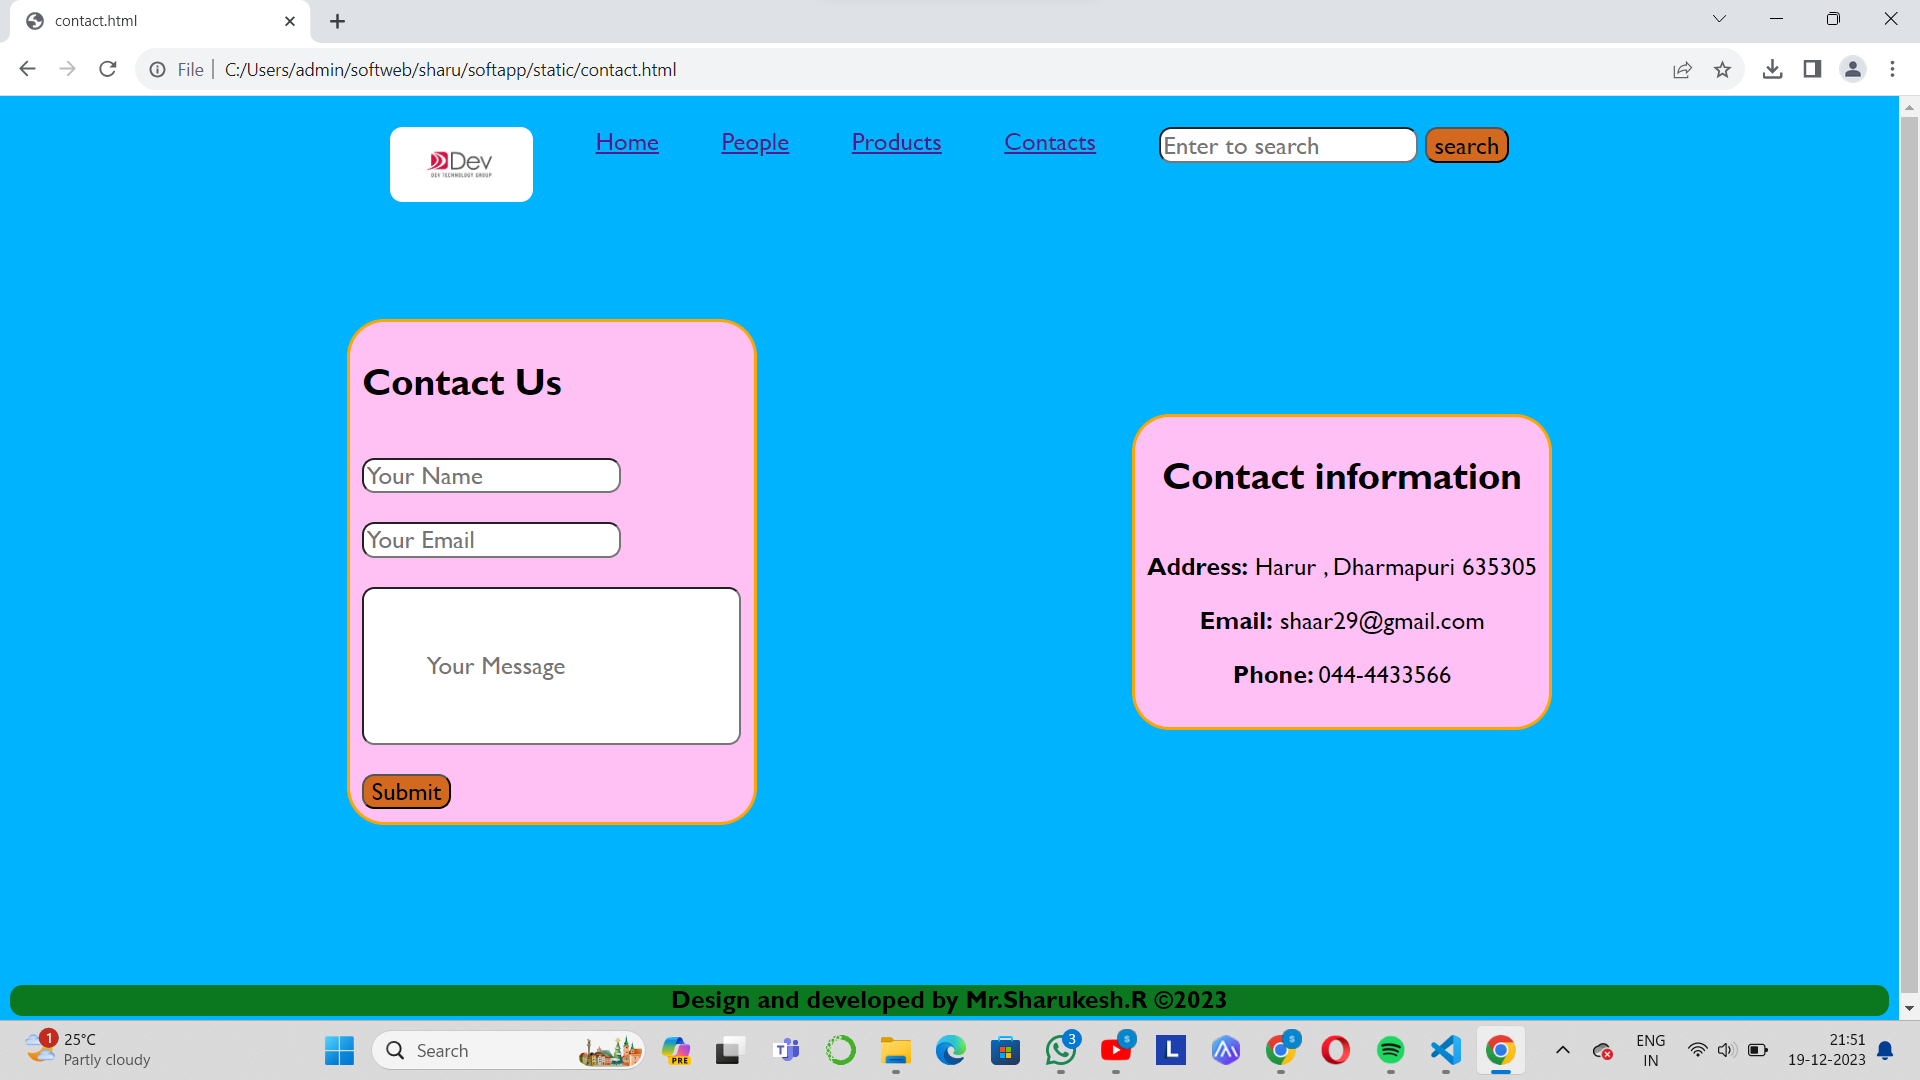 contact.html
File
C:/Users/admin/softweb/sharu/softapp/static/contact.html
Dev
DEV TECHNOLOGY GROUP
Home
People
Products
Contacts
Enter to search
search
Contact Us
Your Name
Your Email
Your Message
Submit
Contact information
Address: Harur , Dharmapuri 635305
Email: shaar29@gmail.com
Phone: 044-4433566
Design and developed by Mr.Sharukesh.R ©2023
1
25°C
Partly cloudy
Search
PRE
T
3
S
L
S
ENG
IN
21:51
19-12-2023